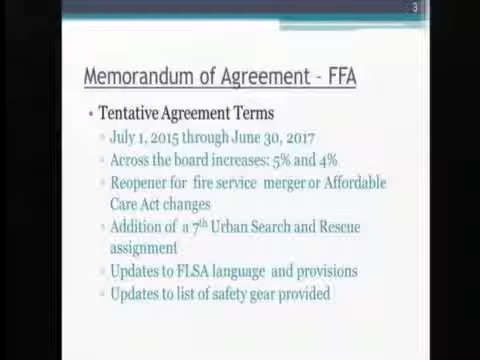 3
Memorandum of Agreement - FFA
• Tentative Agreement Terms
▫ July 1, 2015 through June 30, 2017
▫ Across the board increases: 5% and 4%
▫ Reopener for fire service merger or Affordable
Care Act changes
▫ Addition of a 7th Urban Search and Rescue
assignment
▫ Updates to FLSA language and provisions
▫ Updates to list of safety gear provided